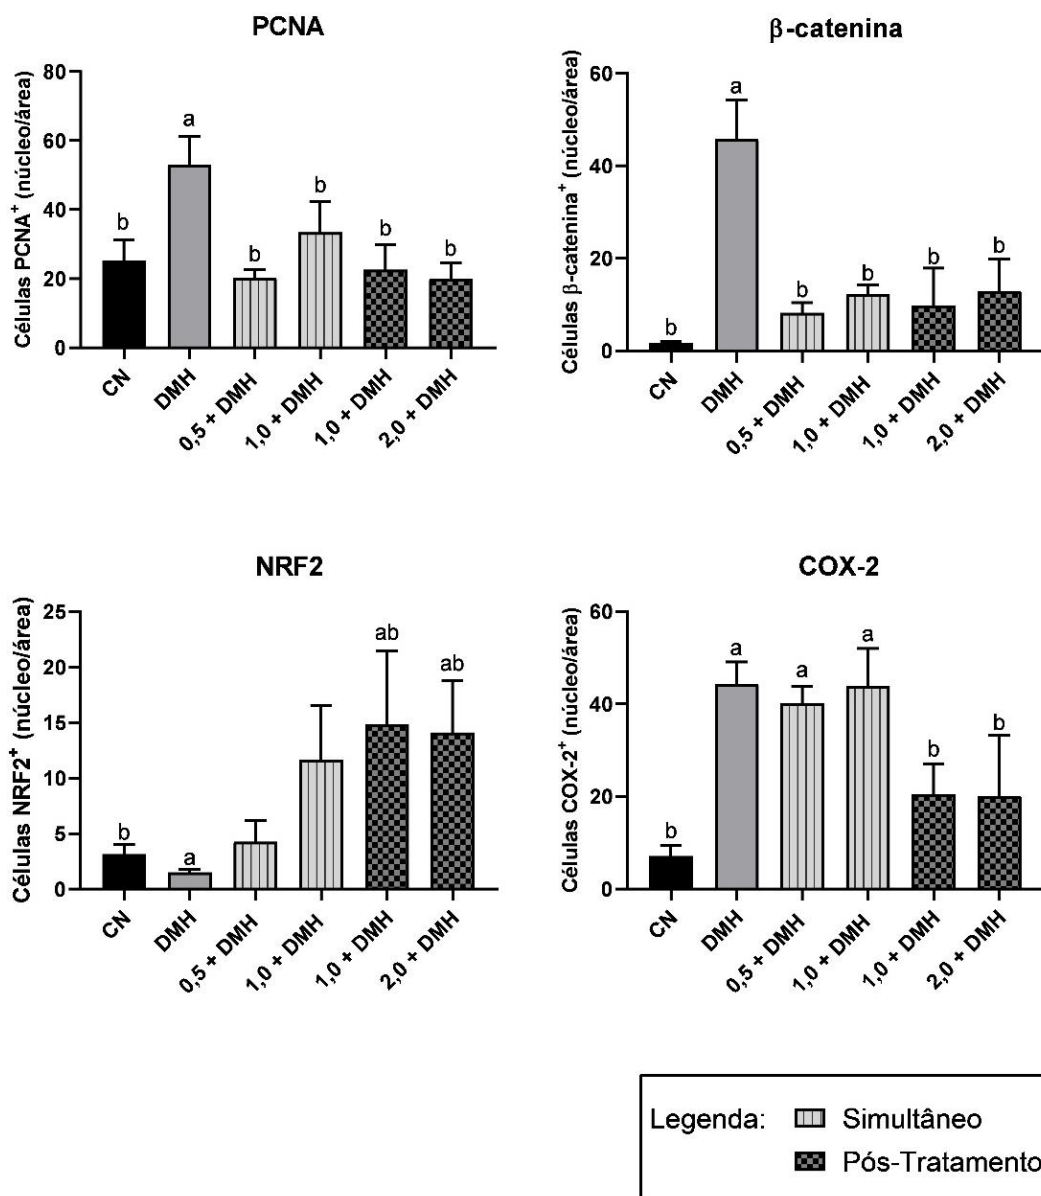 PCNA
Células PCNA⁺ (núcleo/área)
80
60
40
20
0
b
a
b
b
b
b
CN
DMH
0,5 + DMH
1,0 + DMH
1,0 + DMH
2,0 + DMH
β-catenina
Células β-catenina⁺ (núcleo/área)
60
40
20
0
b
a
b
b
b
b
CN
DMH
0,5 + DMH
1,0 + DMH
1,0 + DMH
2,0 + DMH
NRF2
Células NRF2⁺ (núcleo/área)
25
20
15
10
5
0
b
a
ab
ab
CN
DMH
0,5 + DMH
1,0 + DMH
1,0 + DMH
2,0 + DMH
COX-2
Células COX-2⁺ (núcleo/área)
60
40
20
0
b
a
a
a
b
b
CN
DMH
0,5 + DMH
1,0 + DMH
1,0 + DMH
2,0 + DMH
Legenda:
Simultâneo
Pós-Tratamento